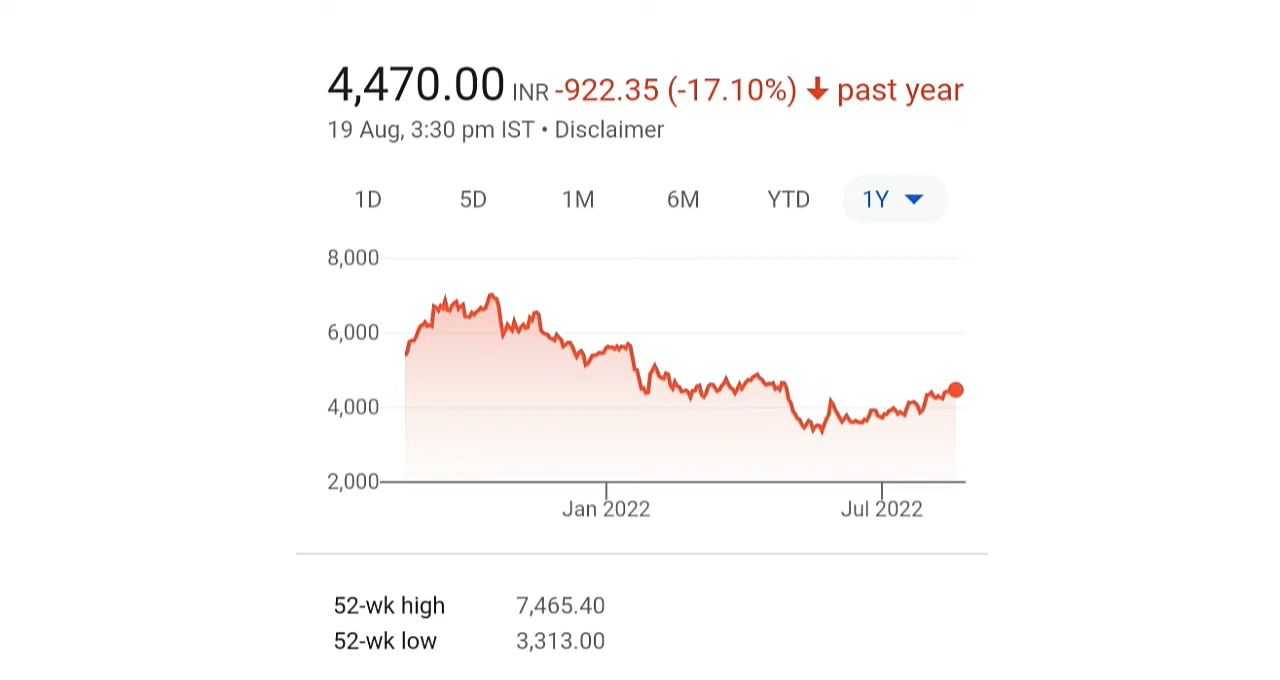 4,470.00 INR -922.35 (-17.10%) ↓ past year
19 Aug, 3:30 pm IST • Disclaimer
1D 5D 1M 6M YTD 1Y
8,000
6,000
4,000
2,000
Jan 2022 Jul 2022
52-wk high 7,465.40
52-wk low 3,313.00